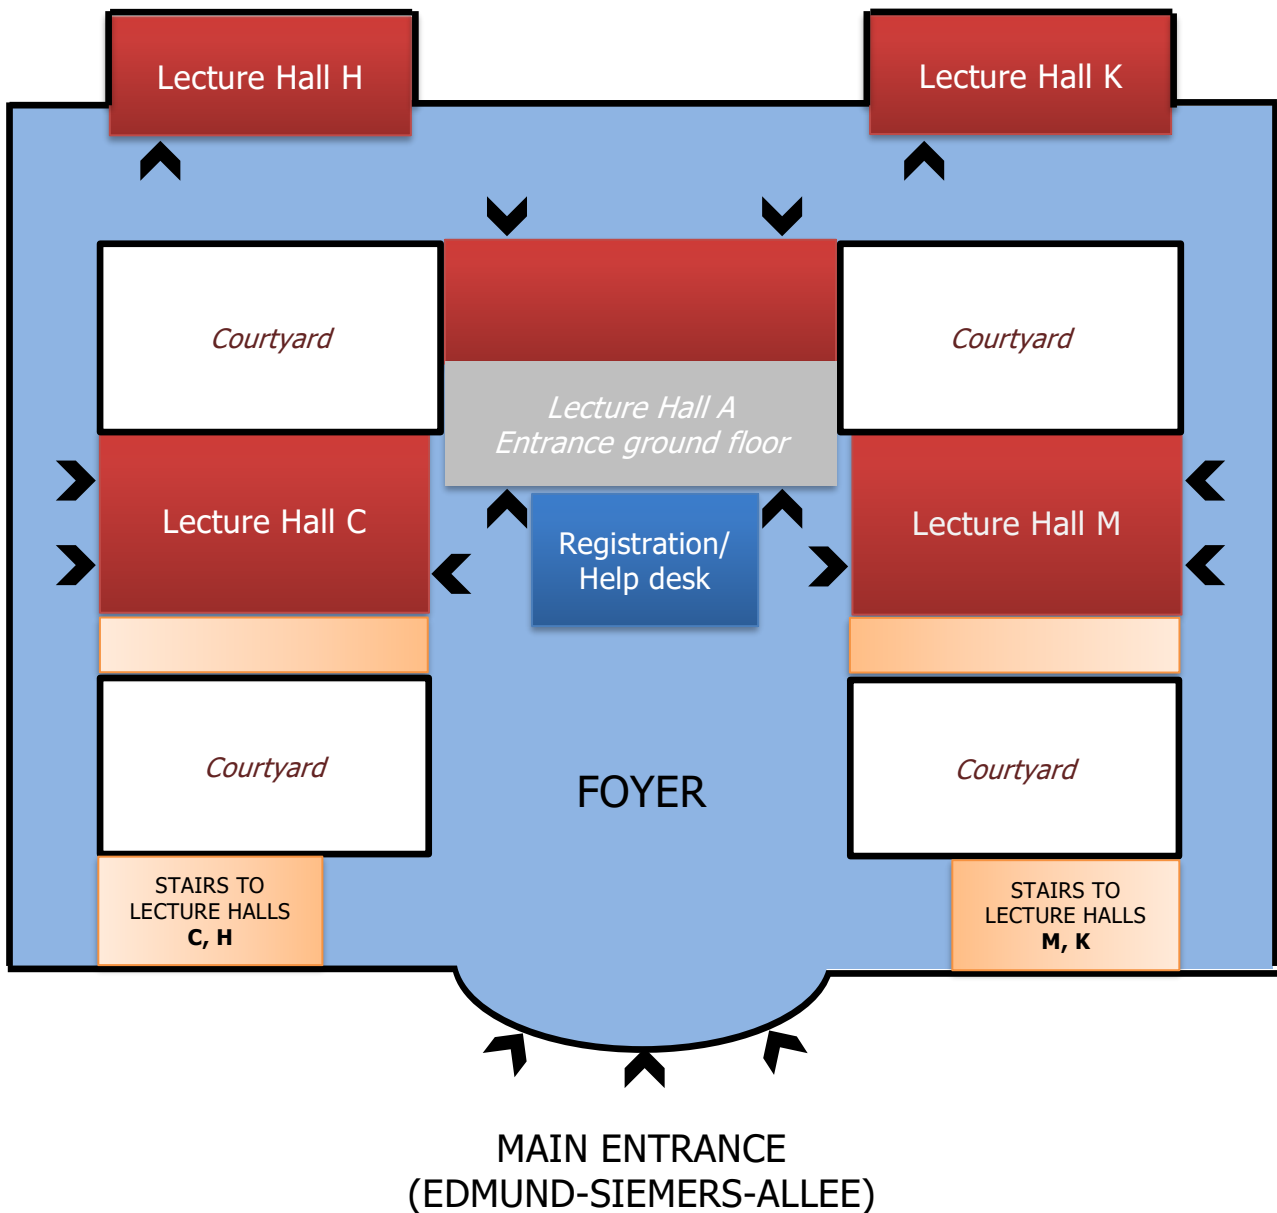 Lecture Hall H
Lecture Hall K
Courtyard
Courtyard
Lecture Hall A
Entrance ground floor
Lecture Hall C
Registration/
Help desk
Lecture Hall M
Courtyard
FOYER
Courtyard
STAIRS TO
LECTURE HALLS
C, H
STAIRS TO
LECTURE HALLS
M, K
MAIN ENTRANCE
(EDMUND-SIEMERS-ALLEE)